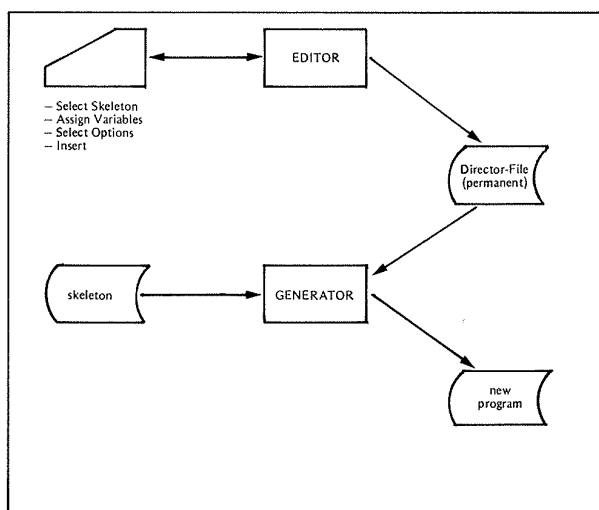 EDITOR
– Select Skeleton
– Assign Variables
– Select Options
– Insert
Director-File
(permanent)
skeleton
GENERATOR
new
program